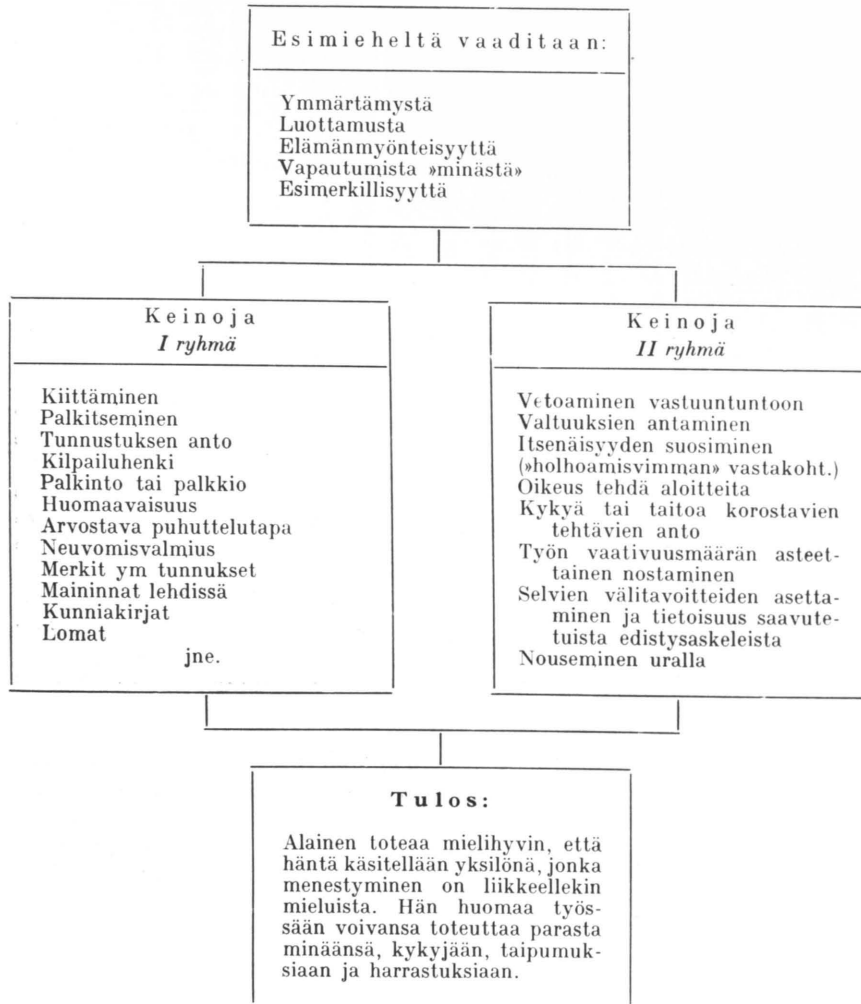 Esimieheltä vaaditaan:
Ymmärtämystä
Luottamusta
Elämänmyönteisyyttä
Vapautumista »minästä»
Esimerkillisyyttä
Keinoja
I ryhmä
Kiittäminen
Palkitseminen
Tunnustuksen anto
Kilpailuhenki
Palkinto tai palkkio
Huomaavaisuus
Arvostava puhuttelutapa
Neuvomisvalmius
Merkit ym tunnukset
Maininnat lehdissä
Kunniakirjat
Lomat
jne.
Keinoja
II ryhmä
Vetoaminen vastuuntuntoon
Valtuuksien antaminen
Itsenäisyyden suosiminen
(»holhoamisvimman» vastakoht.)
Oikeus tehdä aloitteita
Kykyä tai taitoa korostavien
tehtävien anto
Työn vaativuusmäärän asteet-
tainen nostaminen
Selvien välitavoitteiden asetta-
minen ja tietoisuus saavute-
tuista edistysaskeleista
Nouseminen uralla
Tulos:
Alainen toteaa mielihyvin, että
häntä käsitellään yksilönä, jonka
menestyminen on liikkeellekin
mieluista. Hän huomaa työs-
sään voivansa toteuttaa parasta
minäänsä, kykyjään, taipumuk-
siaan ja harrastuksiaan.